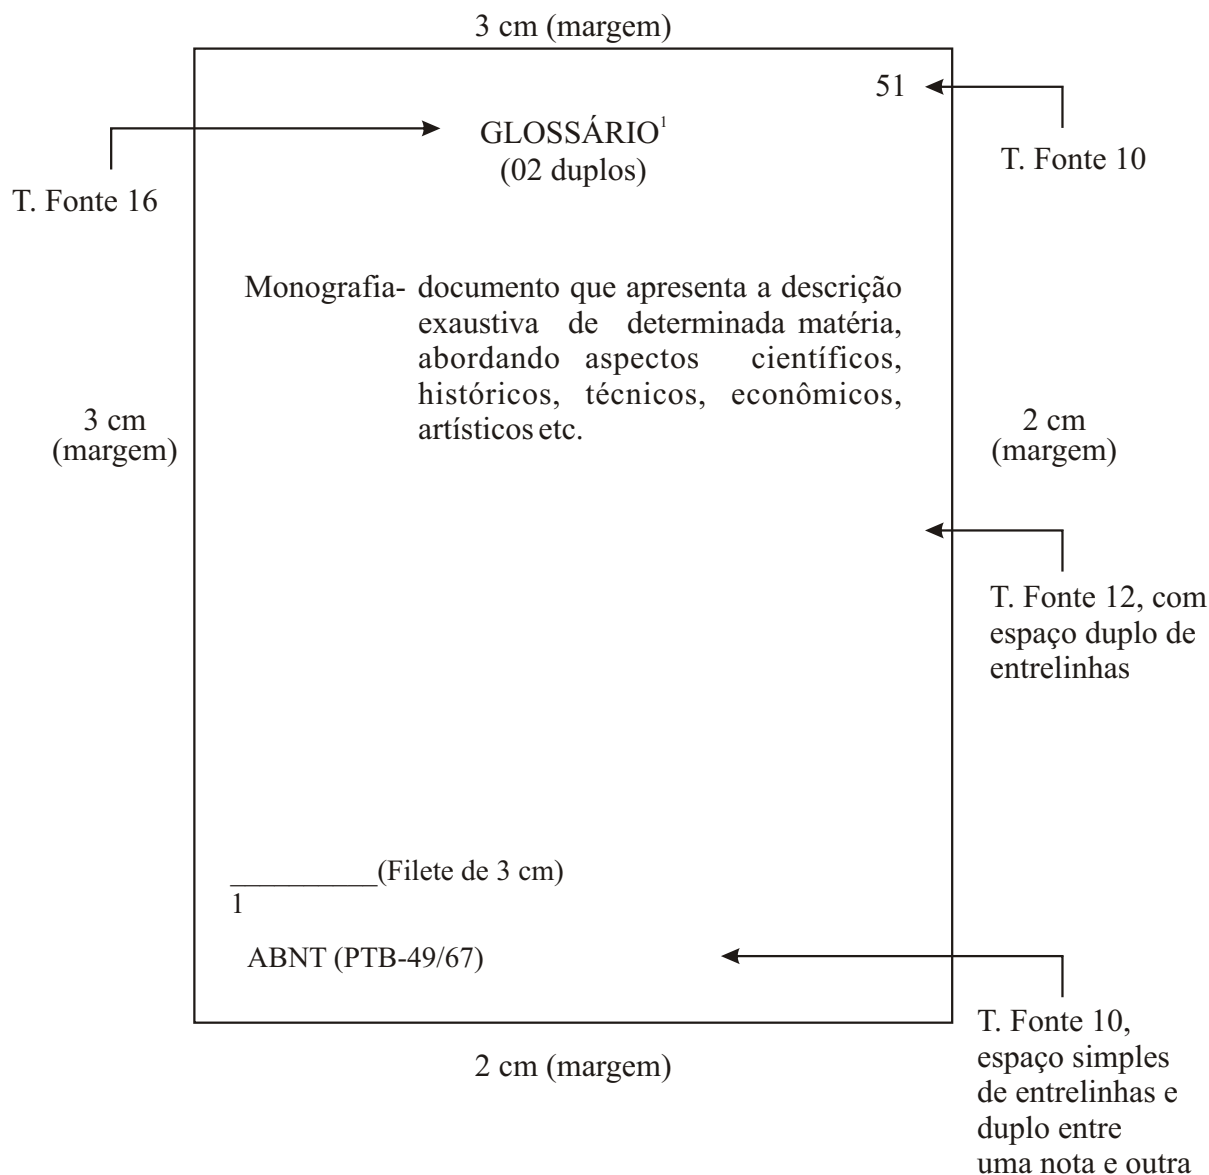 3 cm (margem)
51
GLOSSÁRIO¹
(02 duplos)
T. Fonte 10
T. Fonte 16
Monografia- documento que apresenta a descrição
exaustiva de determinada matéria,
abordando aspectos científicos,
históricos, técnicos, econômicos,
artísticos etc.
3 cm
(margem)
2 cm
(margem)
T. Fonte 12, com
espaço duplo de
entrelinhas
__________(Filete de 3 cm)
1
ABNT (PTB-49/67)
T. Fonte 10,
espaço simples
de entrelinhas e
duplo entre
uma nota e outra
2 cm (margem)